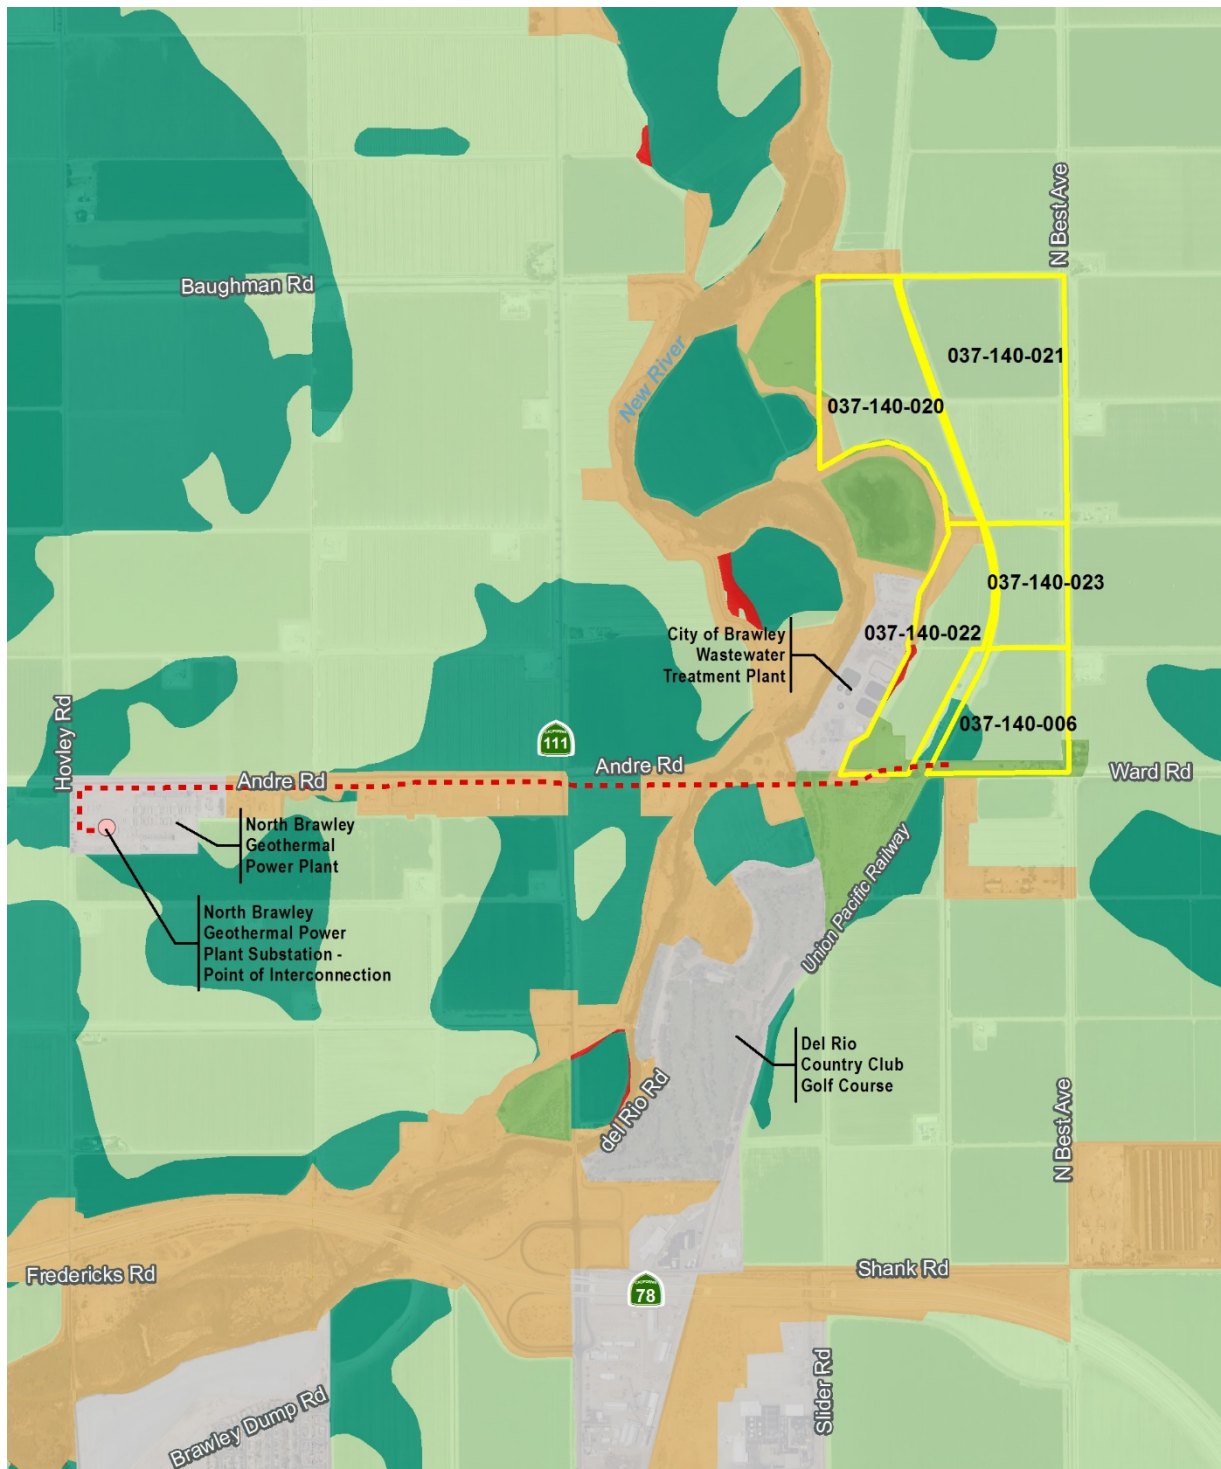 N Best Ave
Baughman Rd
New River
037-140-021
037-140-020
037-140-023
037-140-022
City of Brawley
Wastewater
Treatment Plant
037-140-006
Hovley Rd
CALIFORNIA
111
Andre Rd
Andre Rd
Ward Rd
North Brawley
Geothermal
Power Plant
Union Pacific Railway
North Brawley
Geothermal Power
Plant Substation -
Point of Interconnection
Del Rio
Country Club
Golf Course
del Rio Rd
N Best Ave
Fredericks Rd
Shank Rd
CALIFORNIA
78
Slider Rd
Brawley Dump Rd